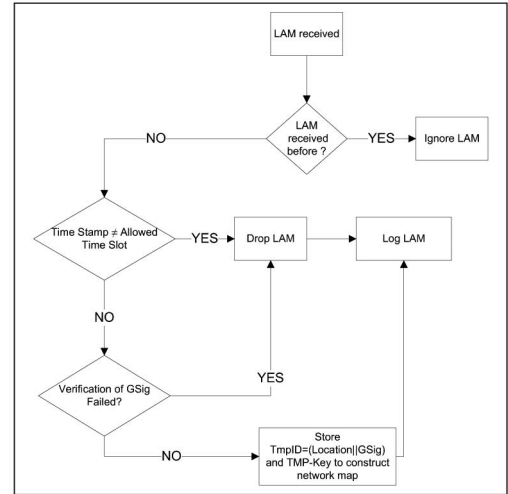 LAM received
LAM
received
before ?
NO
YES
Ignore LAM
Time Stamp ≠ Allowed
Time Slot
YES
Drop LAM
Log LAM
NO
Verification of GSig
Failed?
YES
NO
Store
TmpID=(Location||GSig)
and TMP-Key to construct
network map